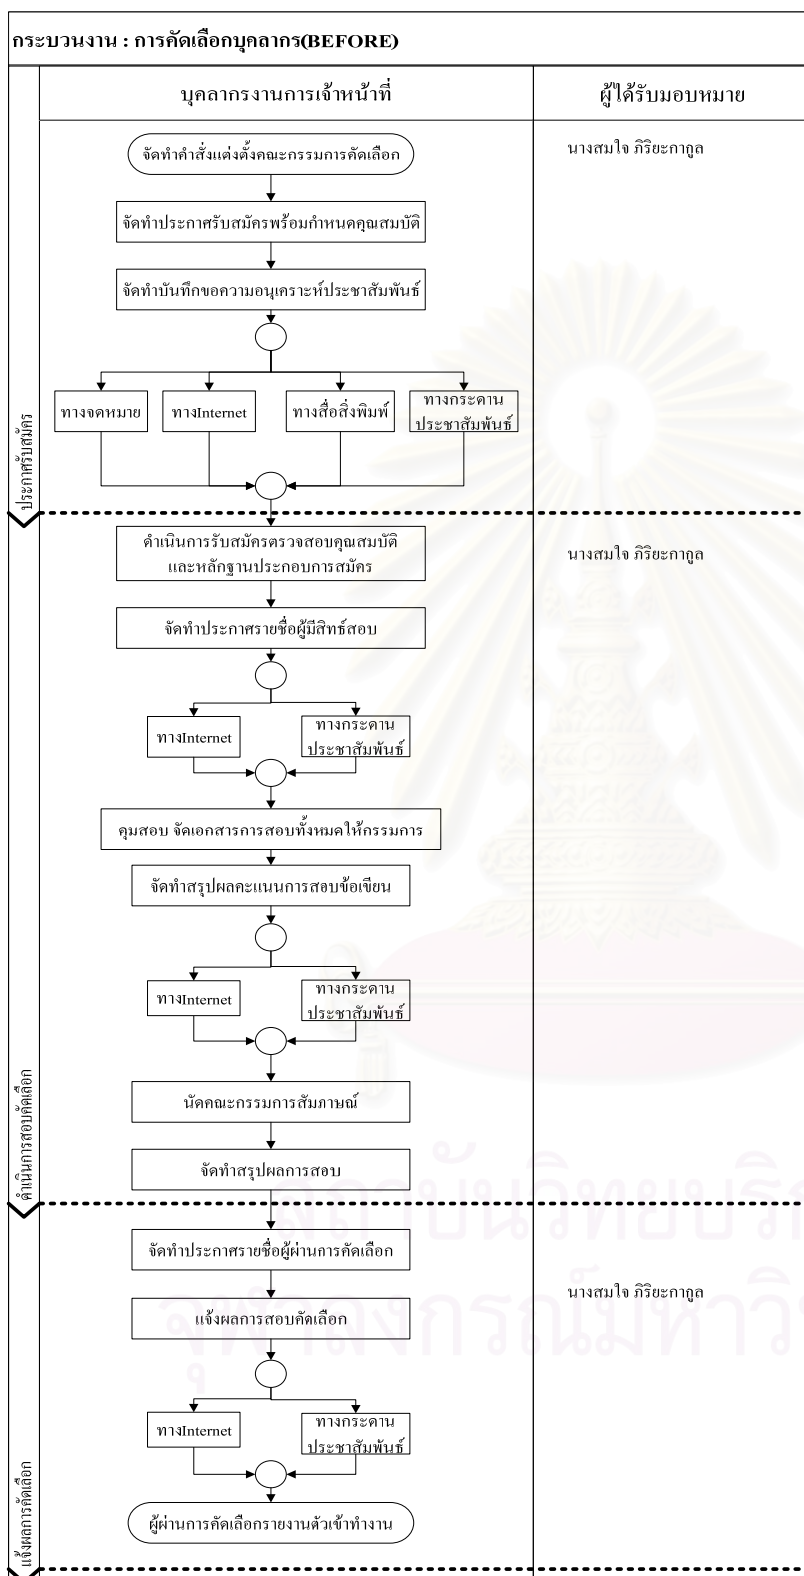 กระบวนงาน : การคัดเลือกบุคลากร(BEFORE)
บุคลากรงานการเจ้าหน้าที่
ผู้ได้รับมอบหมาย
ประกาศรับสมัคร
จัดทำคำสั่งแต่งตั้งคณะกรรมการคัดเลือก
นางสมใจ ภิริยะกากูล
จัดทำประกาศรับสมัครพร้อมกำหนดคุณสมบัติ
จัดทำบันทึกขอความอนุเคราะห์ประชาสัมพันธ์
ทางจดหมาย
ทางInternet
ทางสื่อสิ่งพิมพ์
ทางกระดาน
ประชาสัมพันธ์
ดำเนินการสอบคัดเลือก
ดำเนินการรับสมัครตรวจสอบคุณสมบัติ
และหลักฐานประกอบการสมัคร
นางสมใจ ภิริยะกากูล
จัดทำประกาศรายชื่อผู้มีสิทธ์สอบ
ทางInternet
ทางกระดาน
ประชาสัมพันธ์
คุมสอบ จัดเอกสารการสอบทั้งหมดให้กรรมการ
จัดทำสรุปผลคะแนนการสอบข้อเขียน
ทางInternet
ทางกระดาน
ประชาสัมพันธ์
นัดคณะกรรมการสัมภาษณ์
จัดทำสรุปผลการสอบ
สถาบันวิทยบริก
แจ้งผลการคัดเลือก
จัดทำประกาศรายชื่อผู้ผ่านการคัดเลือก
นางสมใจ ภิริยะกากูล
แจ้งผลการสอบคัดเลือก
จุฬาลงกรณ์มหาวิ
ทางInternet
ทางกระดาน
ประชาสัมพันธ์
ผู้ผ่านการคัดเลือกรายงานตัวเข้าทำงาน